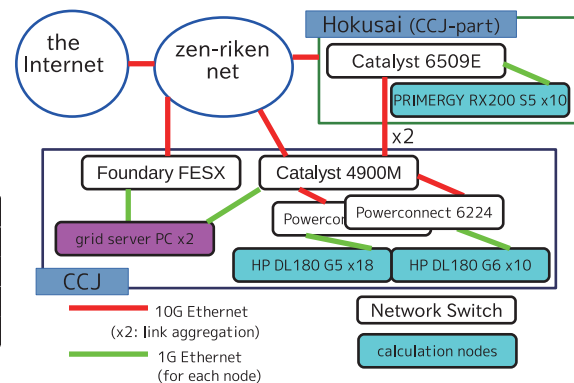 the
Internet
zen-riken
net
Hokusai (CCJ-part)
Catalyst 6509E
PRIMERGY RX200 S5 x10
x2
Foundary FESX
Catalyst 4900M
Powerconnect 6224
grid server PC x2
HP DL180 G5 x18
HP DL180 G6 x10
CCJ
10G Ethernet
(x2: link aggregation)
1G Ethernet
(for each node)
Network Switch
calculation nodes